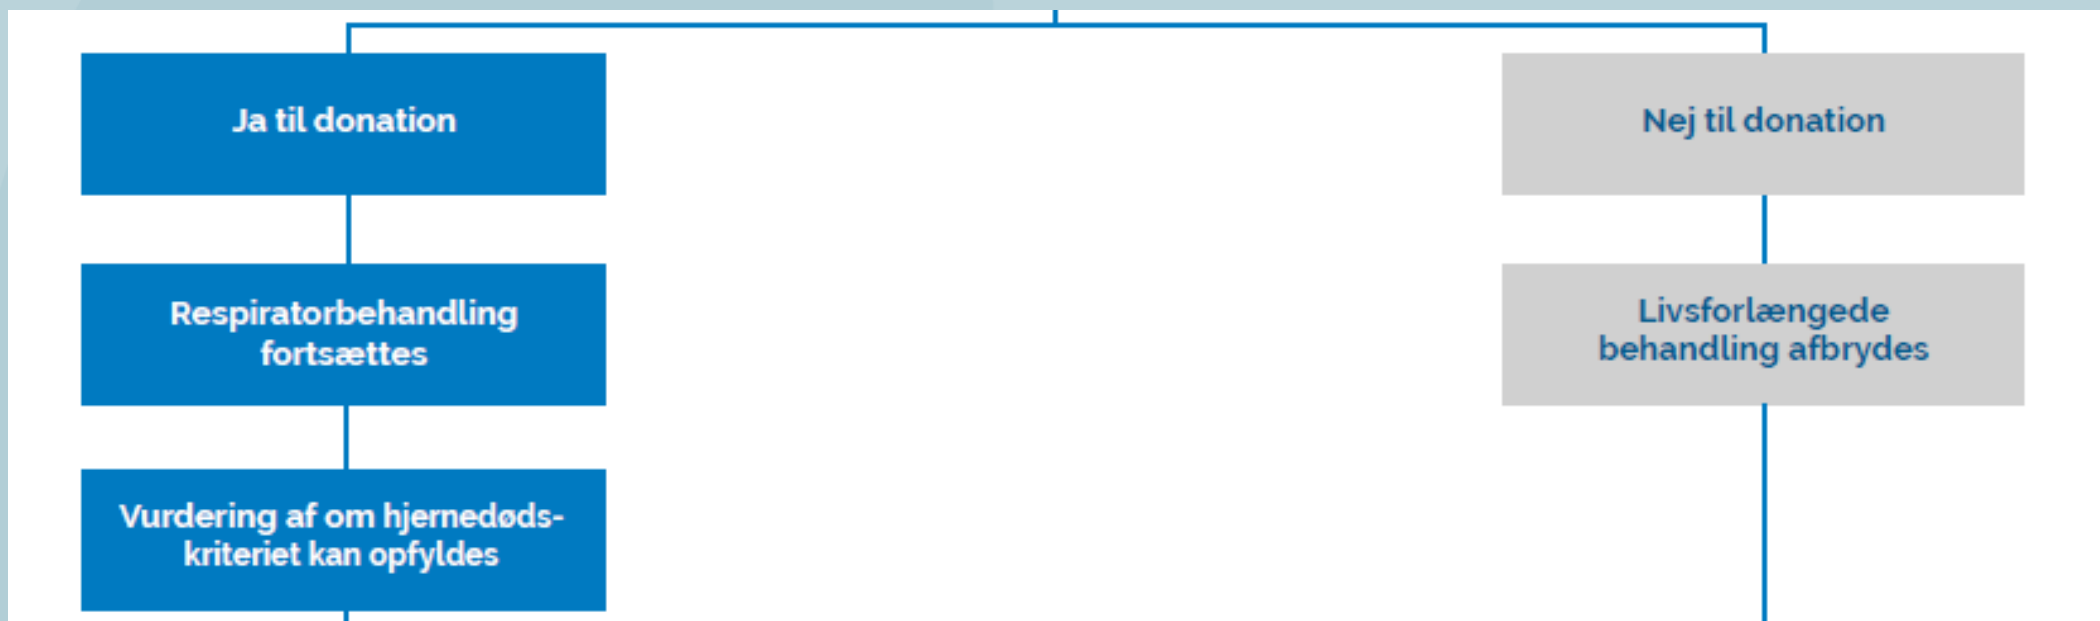 Ja til donation
Nej til donation
Respiratorbehandling
fortsættes
Livsforlængede
behandling afbrydes
Vurdering af om hjernedøds-
kriteriet kan opfyldes